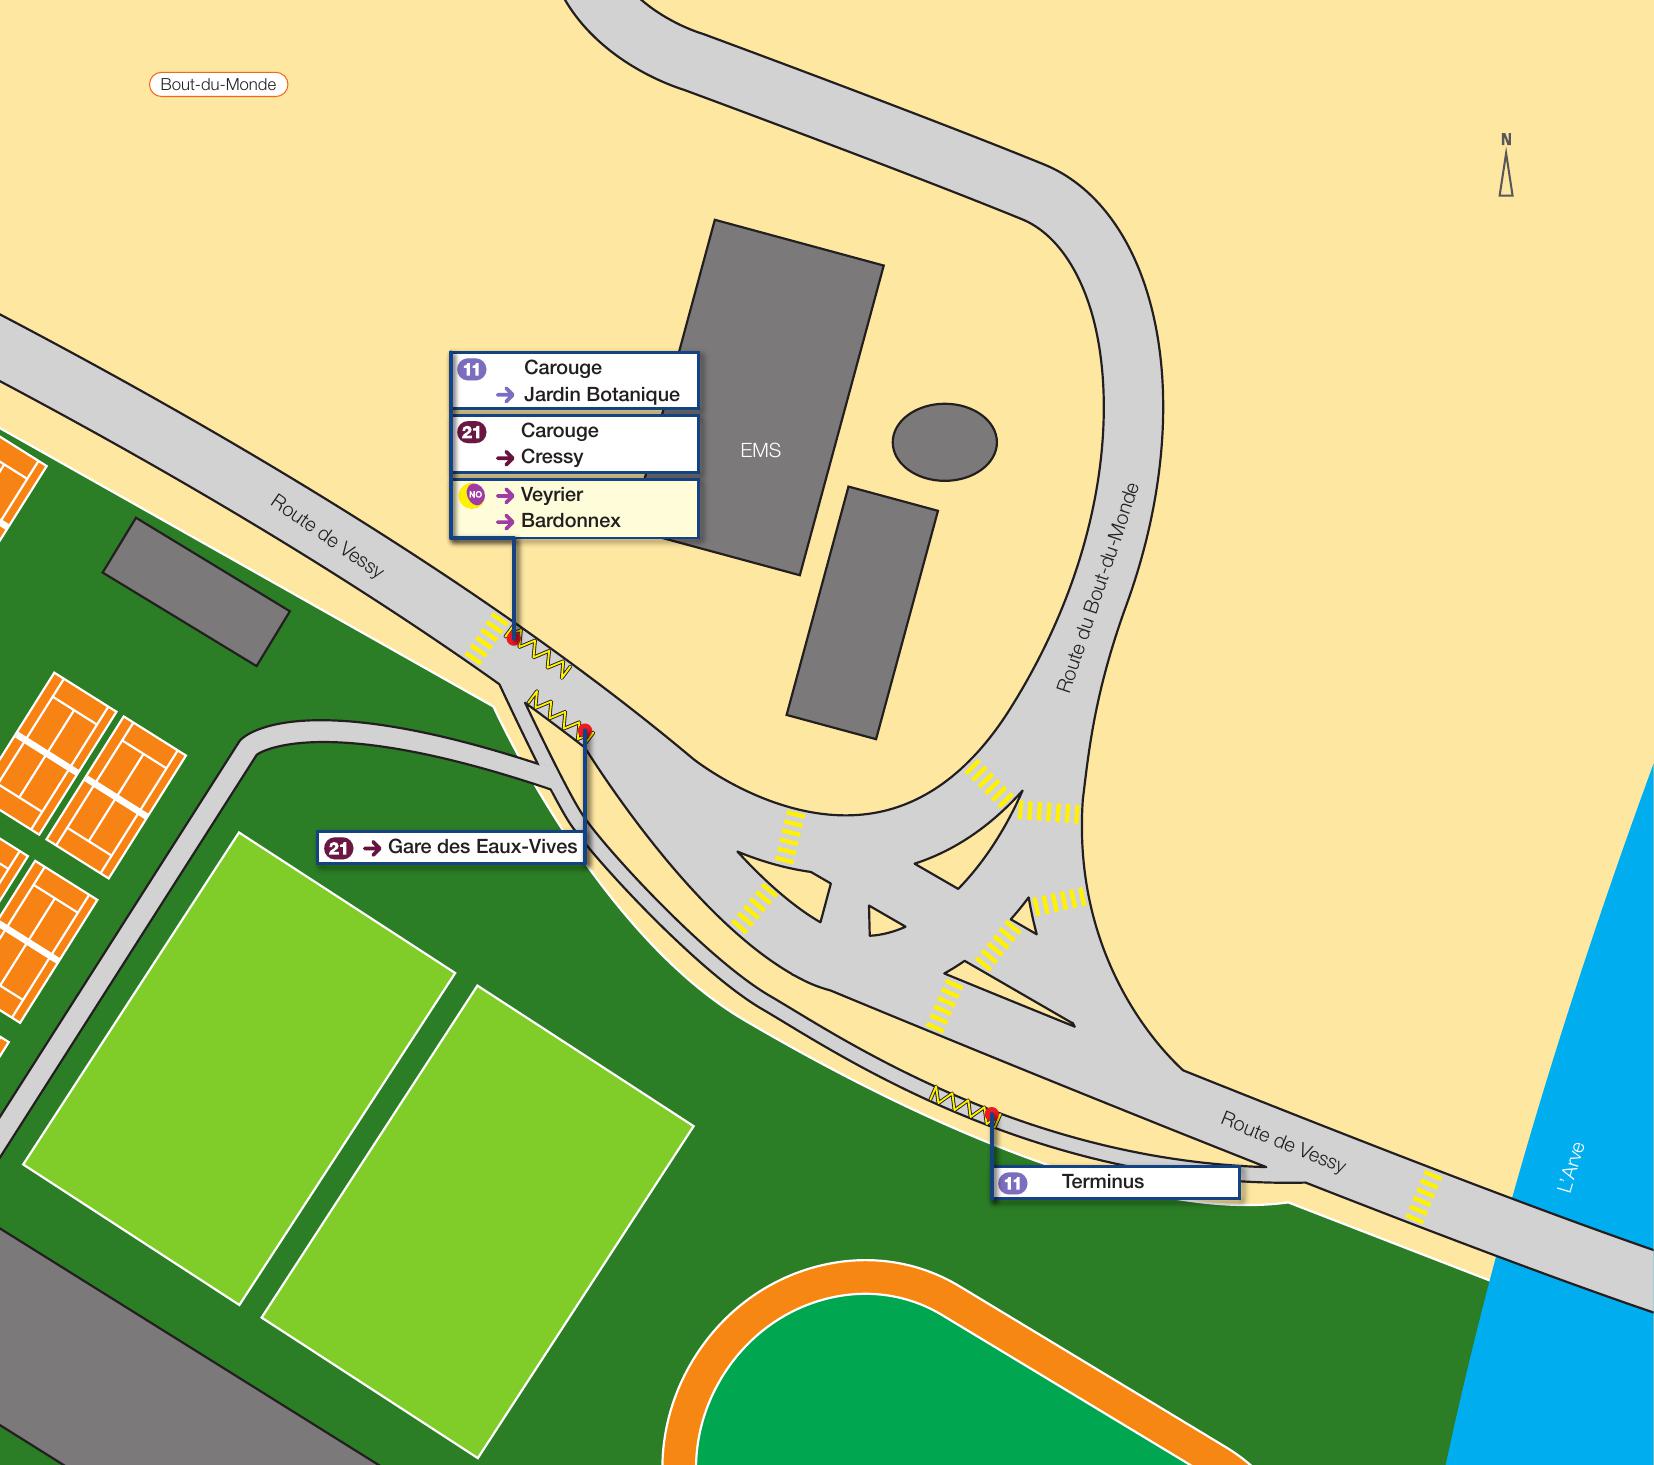 Bout-du-Monde
N
11 Carouge
→ Jardin Botanique
21 Carouge
→ Cressy
NO → Veyrier
→ Bardonnex
EMS
Route de Vessy
Route du Bout-du-Monde
21 → Gare des Eaux-Vives
Route de Vessy
L'Arve
11 Terminus